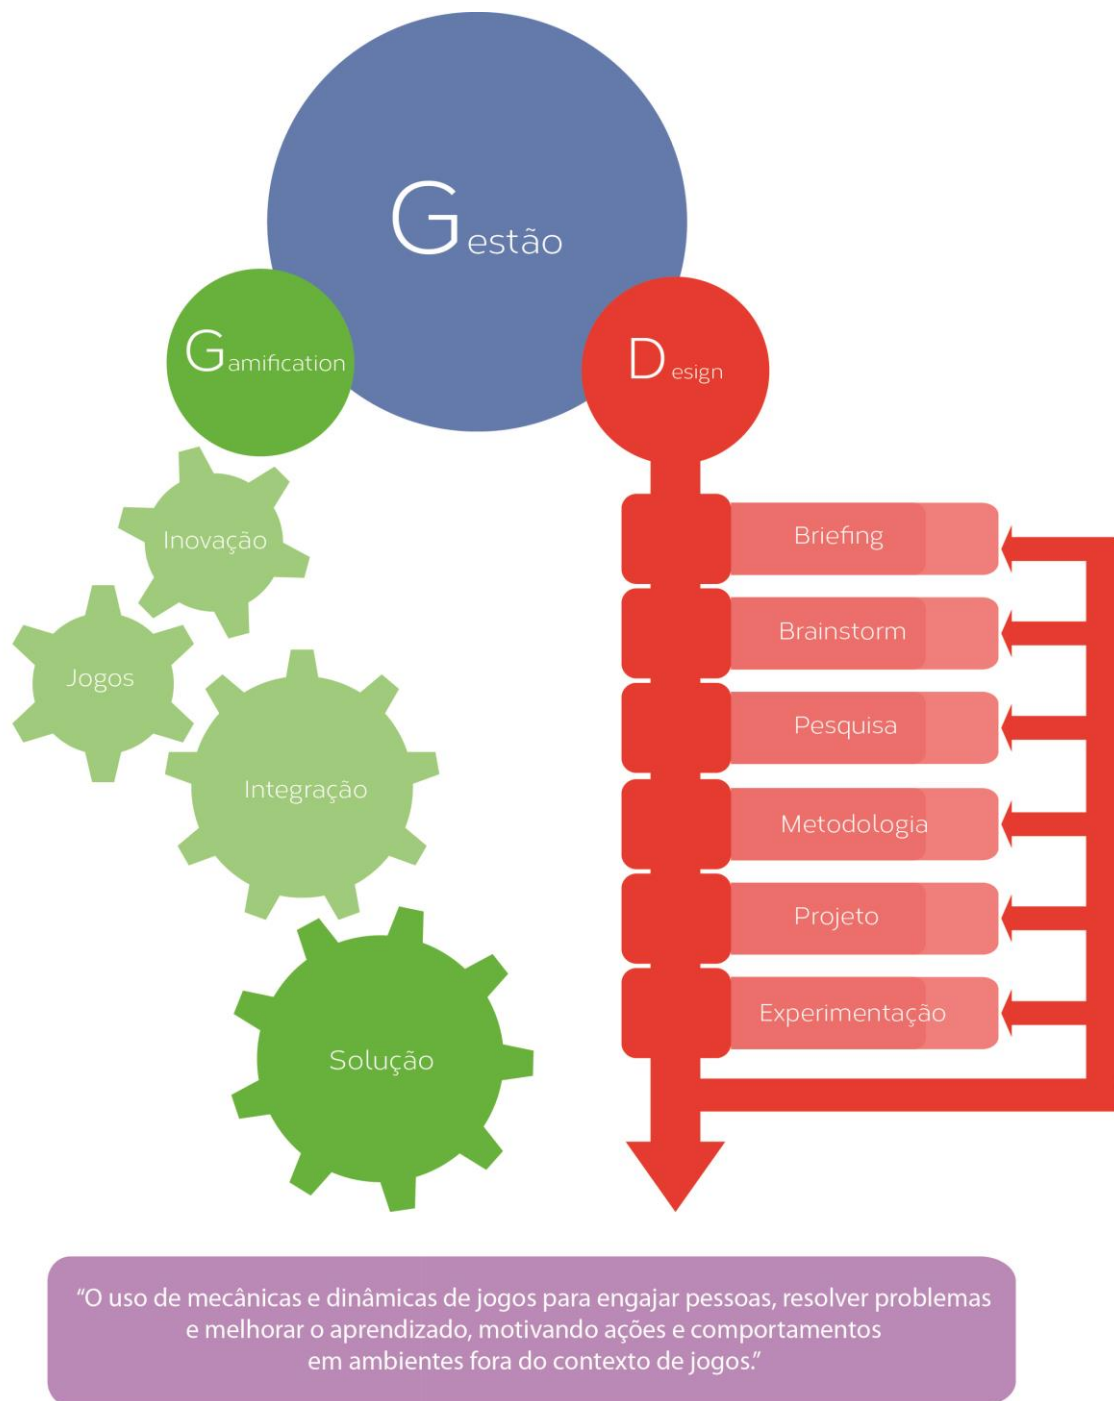 Gestão
Gamification
Design
Inovação
Jogos
Integração
Solução
Briefing
Brainstorm
Pesquisa
Metodologia
Projeto
Experimentação
“O uso de mecânicas e dinâmicas de jogos para engajar pessoas, resolver problemas
e melhorar o aprendizado, motivando ações e comportamentos
em ambientes fora do contexto de jogos.”